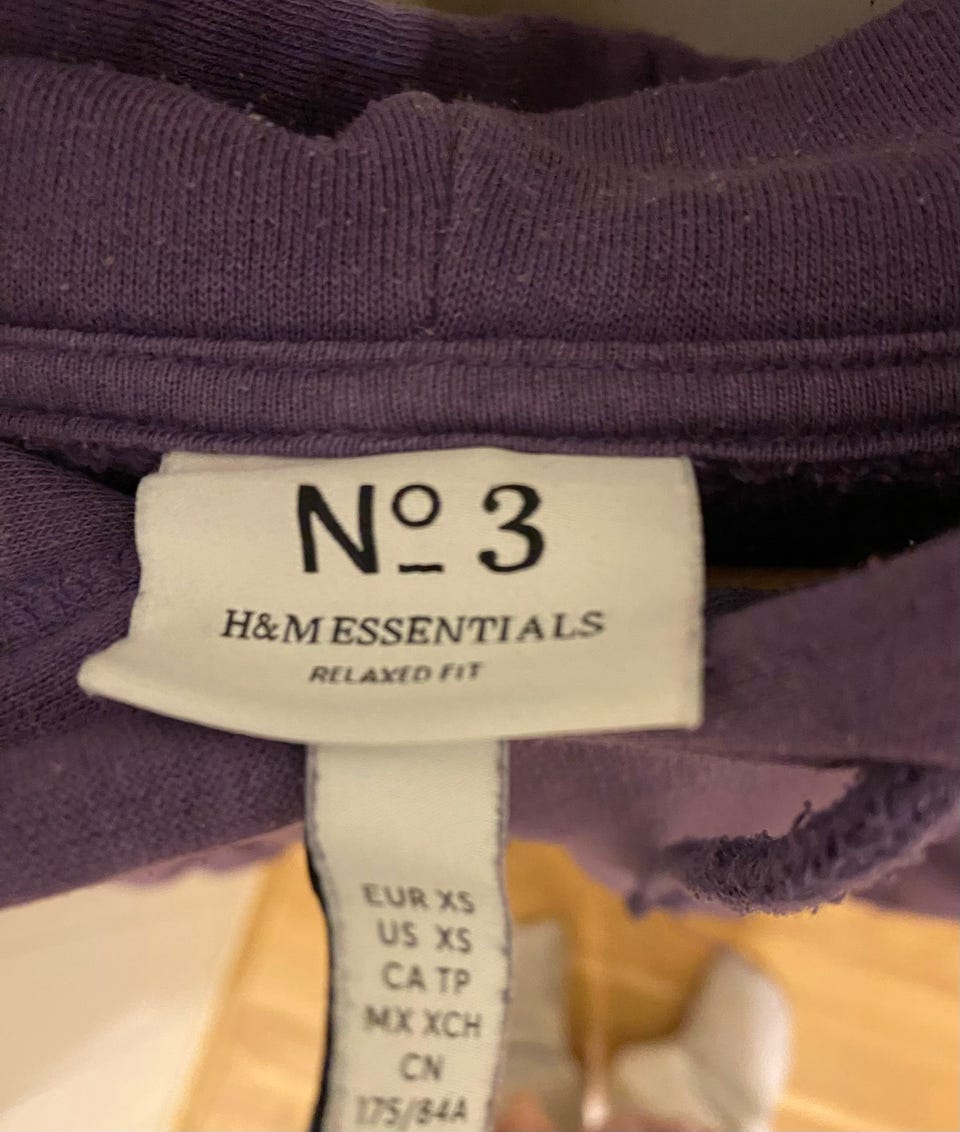 Nº 3
H&M ESSENTIALS
RELAXED FIT
EUR XS
US XS
CA TP
MX XCH
CN
175/84A